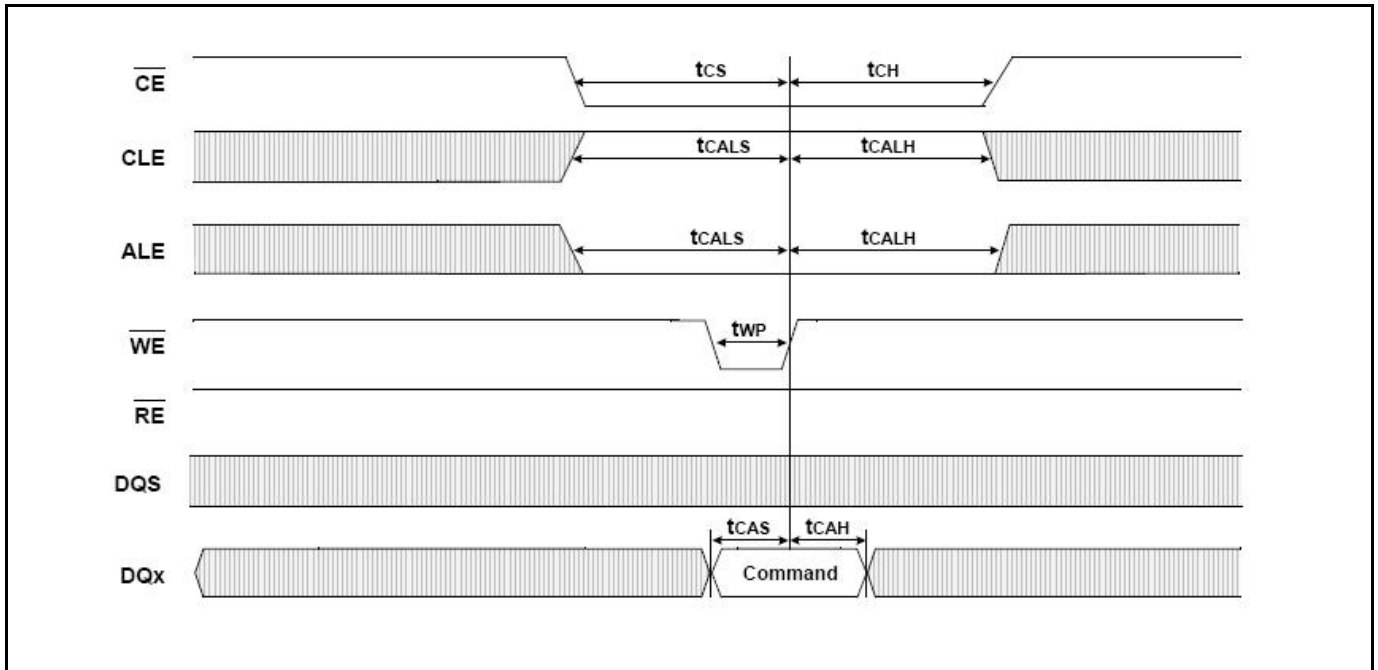 CE tCS tCH
CLE tCALS tCALH
ALE tCALS tCALH
WE tWP
RE
DQS
tCAS tCAH
DQx Command